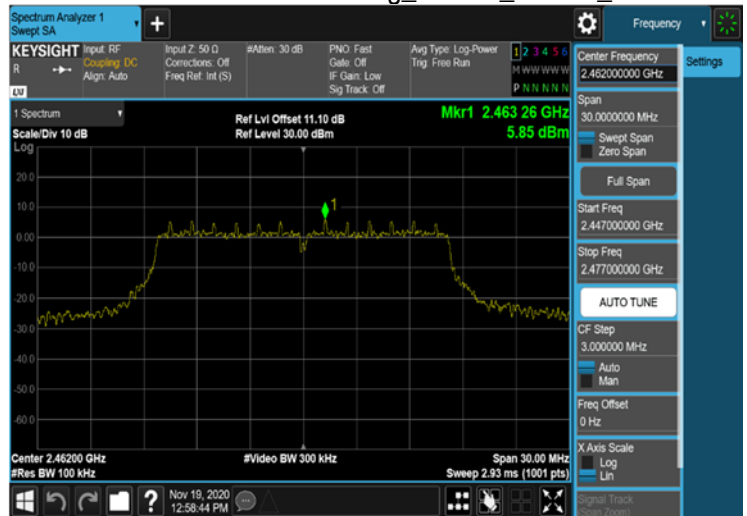 Spectrum Analyzer 1
Swept SA
+
Frequency
KEYSIGHT
R
LXI
Input: RF
Coupling: DC
Align: Auto
Input Z: 50 Ω
Corrections: Off
Freq Ref: Int (S)
#Atten: 30 dB
PNO: Fast
Gate: Off
IF Gain: Low
Sig Track: Off
Avg Type: Log-Power
Trig: Free Run
1 2 3 4 5 6
M W W W W W
P N N N N N
Center Frequency
2.462000000 GHz
Settings
Span
30.0000000 MHz
Swept Span
Zero Span
Full Span
Start Freq
2.447000000 GHz
Stop Freq
2.477000000 GHz
AUTO TUNE
CF Step
3.000000 MHz
Auto
Man
Freq Offset
0 Hz
X Axis Scale
Log
Lin
Signal Track
(Span Zoom)
1 Spectrum
Scale/Div 10 dB
Log
Ref Lvl Offset 11.10 dB
Ref Level 30.00 dBm
Mkr1 2.463 26 GHz
5.85 dBm
20.0
10.0
0.00
-10.0
-20.0
-30.0
-40.0
-50.0
-60.0
1
Center 2.46200 GHz
#Res BW 100 kHz
#Video BW 300 kHz
Span 30.00 MHz
Sweep 2.93 ms (1001 pts)
?
Nov 19, 2020
12:58:44 PM